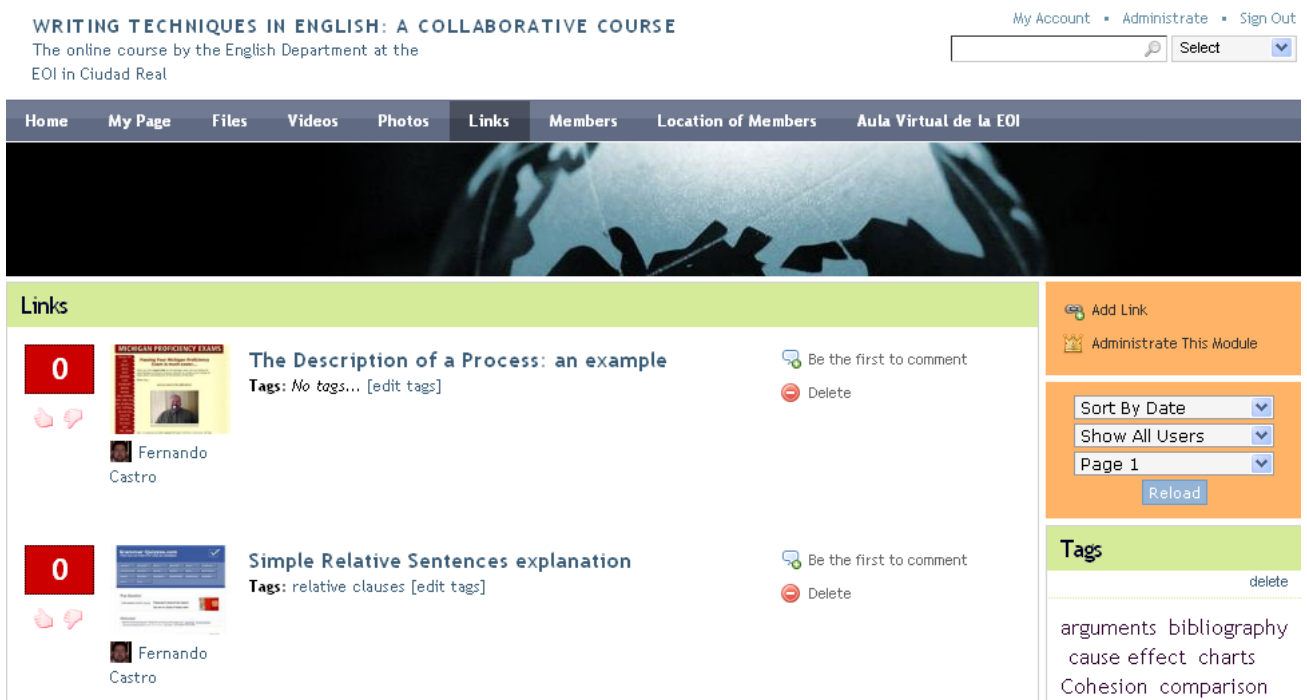 WRITING TECHNIQUES IN ENGLISH: A COLLABORATIVE COURSE
The online course by the English Department at the
EOI in Ciudad Real
My Account ▪ Administrate ▪ Sign Out
Select
Home My Page Files Videos Photos Links Members Location of Members Aula Virtual de la EOI
Links
0
MICHIGAN PROFICIENCY EXAMS
The Description of a Process: an example
Tags: No tags... [edit tags]
Be the first to comment
Delete
Fernando
Castro
0
Simple Relative Sentences explanation
Tags: relative clauses [edit tags]
Be the first to comment
Delete
Fernando
Castro
Add Link
Administrate This Module
Sort By Date
Show All Users
Page 1
Reload
Tags
delete
arguments bibliography
cause effect charts
Cohesion comparison